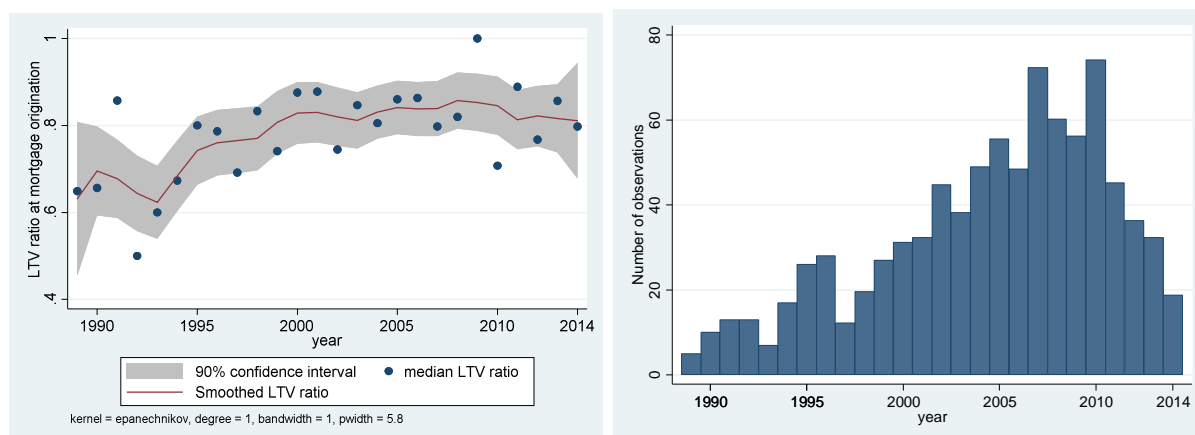 LTV ratio at mortgage origination
1
.8
.6
.4
1990 1995 2000 2005 2010 2014
year
90% confidence interval median LTV ratio
Smoothed LTV ratio
kernel = epanechnikov, degree = 1, bandwidth = 1, pwidth = 5.8
Number of observations
80
60
40
20
0
1990 1995 2000 2005 2010 2014
year